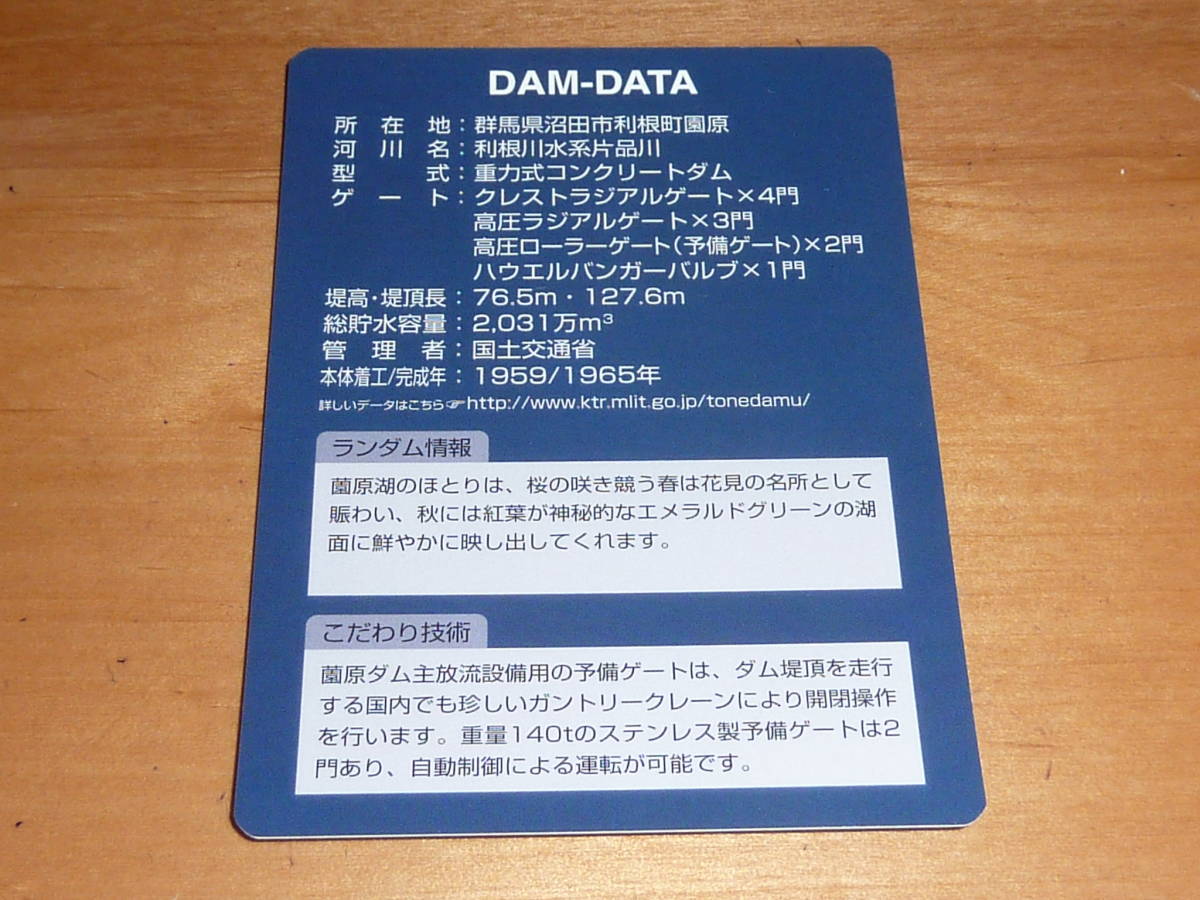 DAM-DATA
所在地：群馬県沼田市利根町園原
河川名：利根川水系片品川
型式：重力式コンクリートダム
ゲート：クレストラジアルゲート×4門
高圧ラジアルゲート×3門
高圧ローラーゲート(予備ゲート)×2門
ハウエルバンガーバルブ×1門
堤高・堤頂長：76.5m・127.6m
総貯水容量：2,031万m³
管理者：国土交通省
本体着工/完成年：1959/1965年
詳しいデータはこちら☞http://www.ktr.mlit.go.jp/tonedamu/
ランダム情報
薗原湖のほとりは、桜の咲き競う春は花見の名所として
賑わい、秋には紅葉が神秘的なエメラルドグリーンの湖
面に鮮やかに映し出してくれます。
こだわり技術
薗原ダム主放流設備用の予備ゲートは、ダム堤頂を走行
する国内でも珍しいガントリークレーンにより開閉操作
を行います。重量140tのステンレス製予備ゲートは2
門あり、自動制御による運転が可能です。